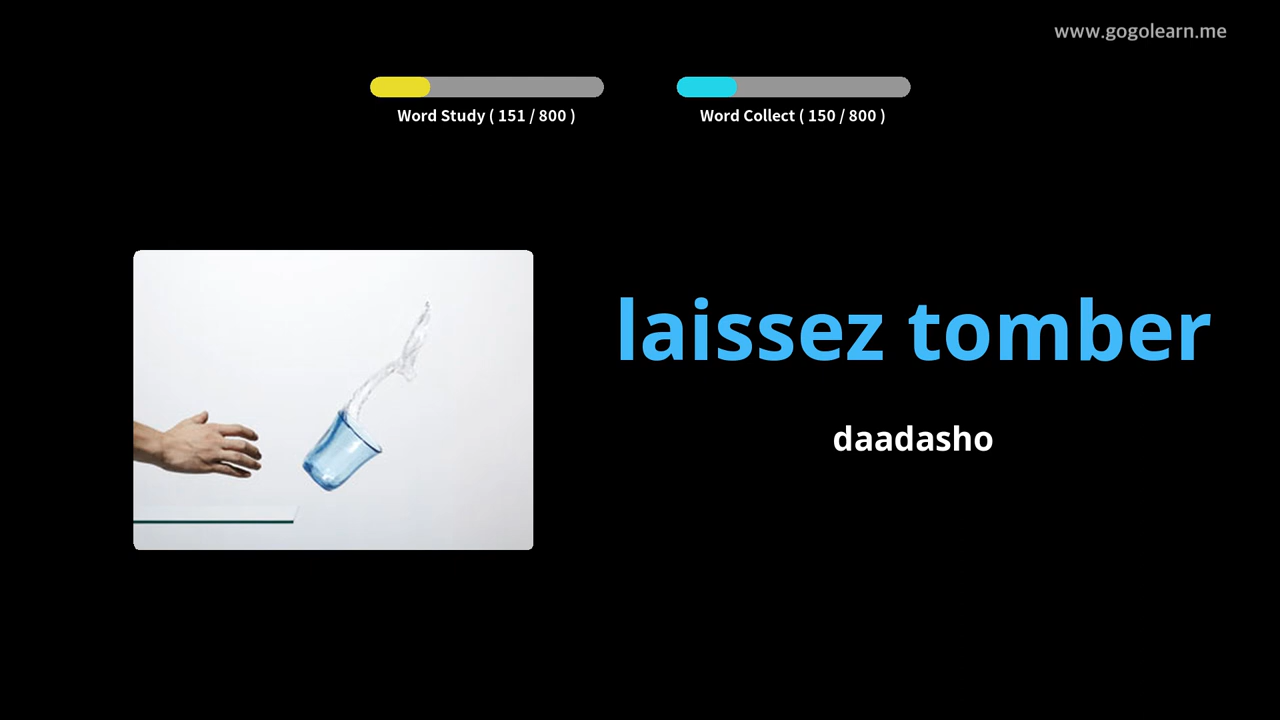 www.gogolearn.me
Word Study ( 151 / 800 )
Word Collect ( 150 / 800 )
laissez tomber
daadasho